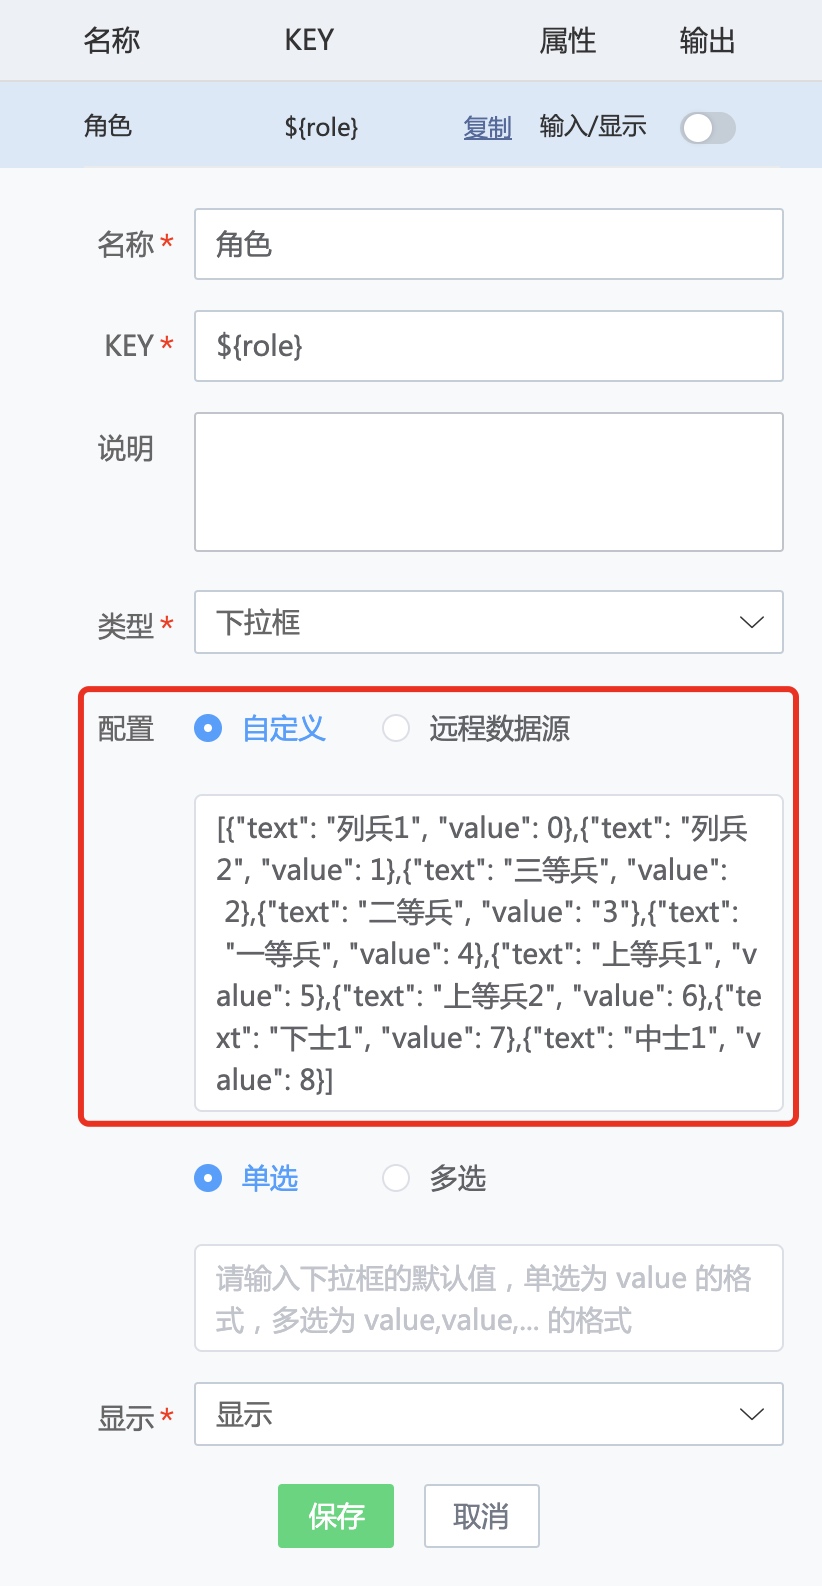 名称 KEY 属性 输出
角色 ${role} 复制 输入/显示
名称* 角色
KEY* ${role}
说明
类型* 下拉框
配置 自定义 远程数据源
[{"text": "列兵1", "value": 0},{"text": "列兵
2", "value": 1},{"text": "三等兵", "value":
2},{"text": "二等兵", "value": "3"},{"text":
"一等兵", "value": 4},{"text": "上等兵1", "v
alue": 5},{"text": "上等兵2", "value": 6},{"te
xt": "下士1", "value": 7},{"text": "中士1", "v
alue": 8}]
单选 多选
请输入下拉框的默认值，单选为 value 的格
式，多选为 value,value,... 的格式
显示* 显示
保存 取消